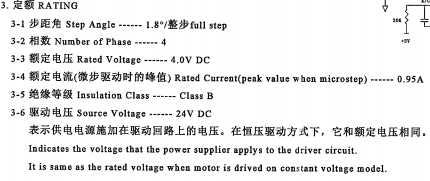 3. 定额 RATING
3-1 步距角 Step Angle ------ 1.8°/整步full step
3-2 相数 Number of Phase ------ 4
3-3 额定电压 Rated Voltage ------ 4.0V DC
3-4 额定电流(微步驱动时的峰值) Rated Current(peak value when microstep) ------ 0.95A
3-5 绝缘等级 Insulation Class ------ Class B
3-6 驱动电压 Source Voltage ------ 24V DC
表示供电电源施加在驱动回路上的电压。在恒压驱动方式下，它和额定电压相同。
Indicates the voltage that the power supplier applys to the driver circuit.
It is same as the rated voltage when motor is drived on constant voltage model.
20K
+5V